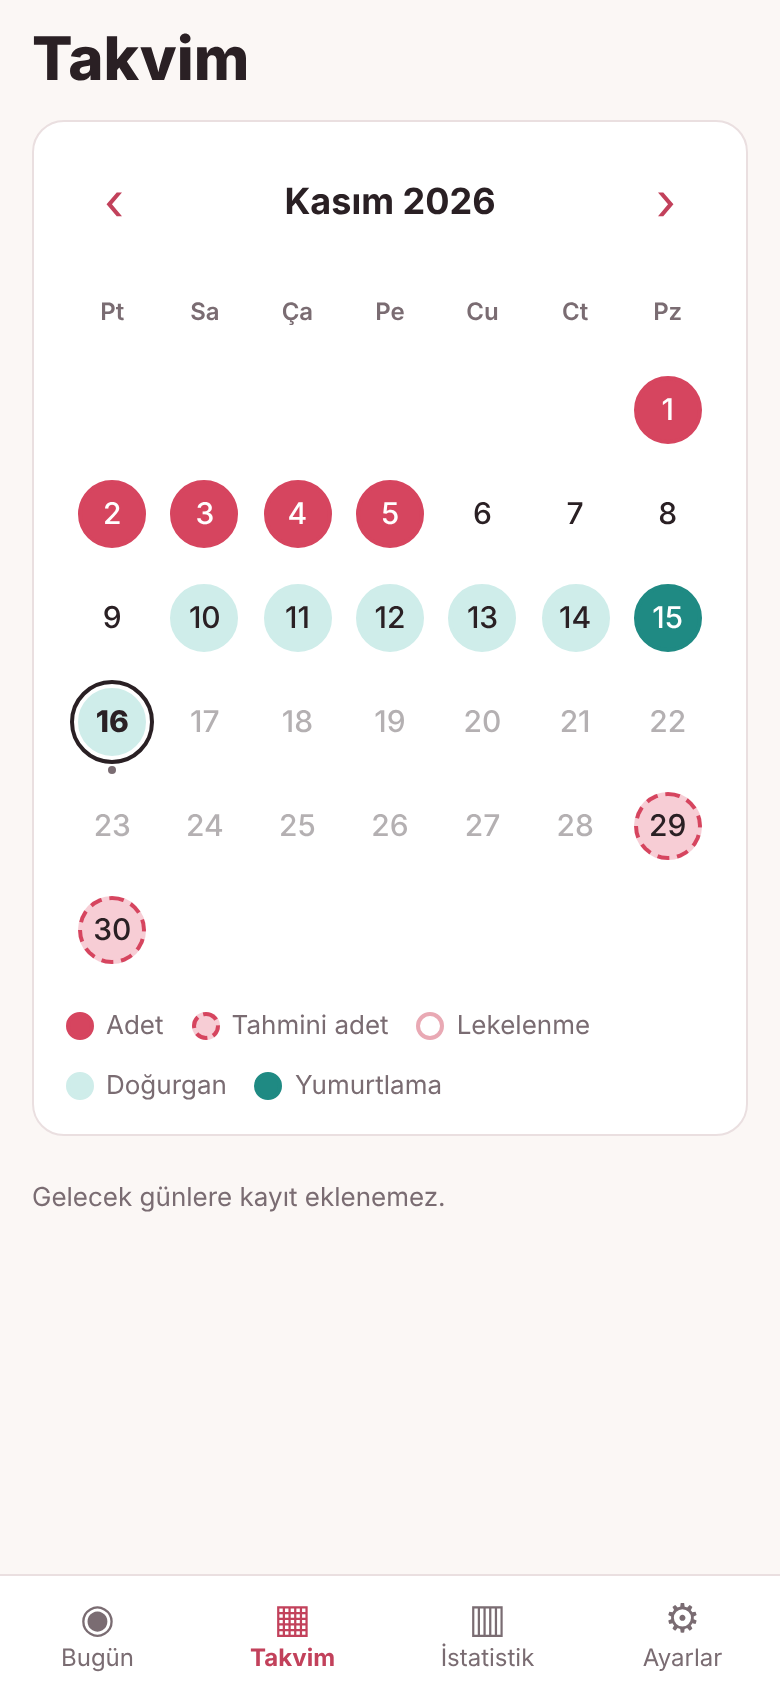 Takvim
‹ Kasım 2026 ›
Pt Sa Ça Pe Cu Ct Pz
1
2 3 4 5 6 7 8
9 10 11 12 13 14 15
16 17 18 19 20 21 22
23 24 25 26 27 28 29
30
Adet Tahmini adet Lekelenme
Doğurgan Yumurtlama
Gelecek günlere kayıt eklenemez.
Bugün Takvim İstatistik Ayarlar